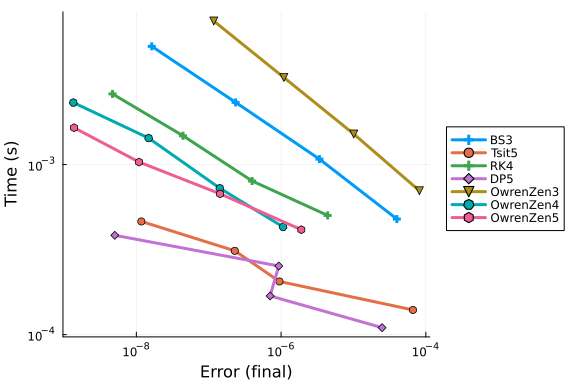 Time (s)
10⁻³
10⁻⁴
10⁻⁸
10⁻⁶
10⁻⁴
Error (final)
BS3
Tsit5
RK4
DP5
OwrenZen3
OwrenZen4
OwrenZen5